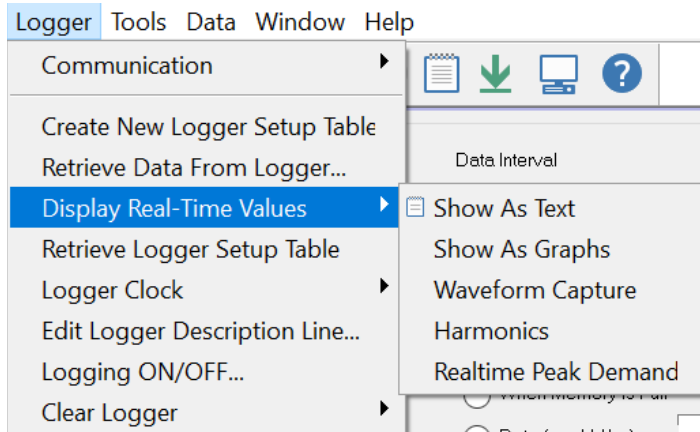 Logger Tools Data Window Help
Communication
Create New Logger Setup Table
Retrieve Data From Logger...
Data Interval
Display Real-Time Values
Show As Text
Retrieve Logger Setup Table
Show As Graphs
Logger Clock
Waveform Capture
Edit Logger Description Line...
Harmonics
Logging ON/OFF...
Realtime Peak Demand
Clear Logger